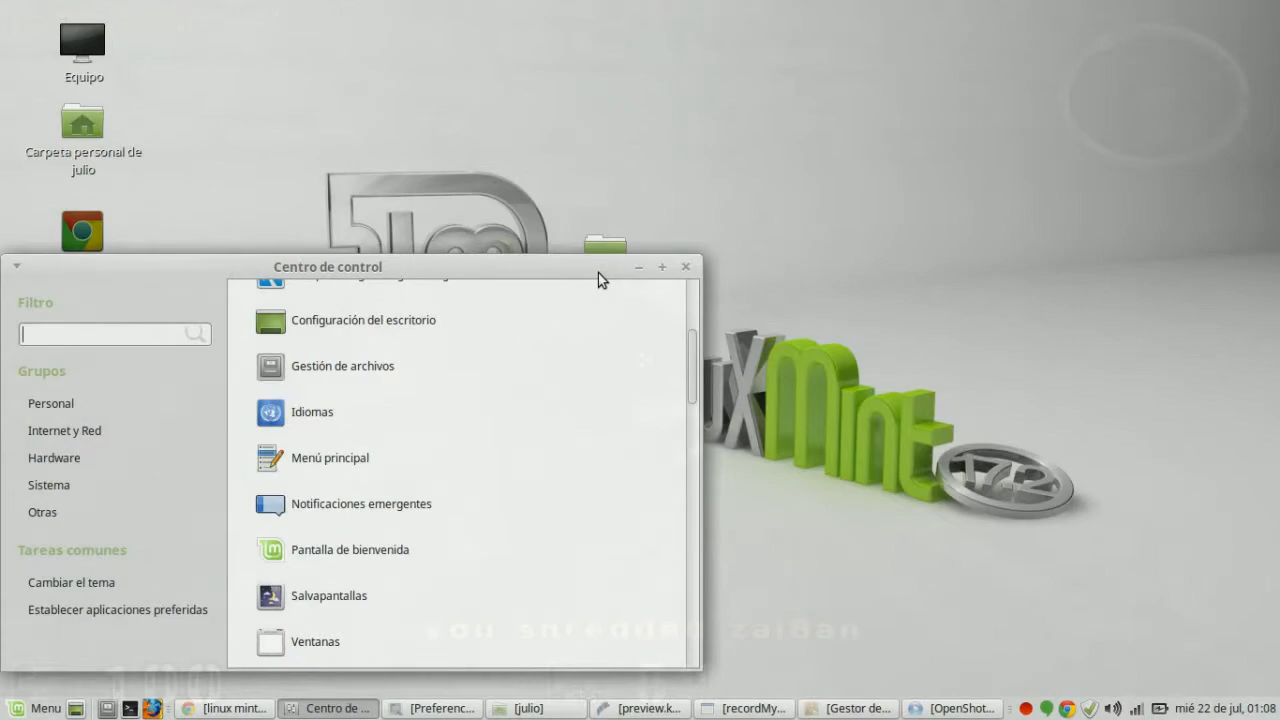 Equipo
Carpeta personal de
julio
Centro de control
Filtro
Grupos
Personal
Internet y Red
Hardware
Sistema
Otras
Tareas comunes
Cambiar el tema
Establecer aplicaciones preferidas
Configuración del escritorio
Gestión de archivos
Idiomas
Menú principal
Notificaciones emergentes
Pantalla de bienvenida
Salvapantallas
Ventanas
uxMint
17.2
Menu
[linux mint...
Centro de ...
[Preferenc...
[julio]
[preview.k...
[recordMy...
[Gestor de...
[OpenShot...
mié 22 de jul, 01:08